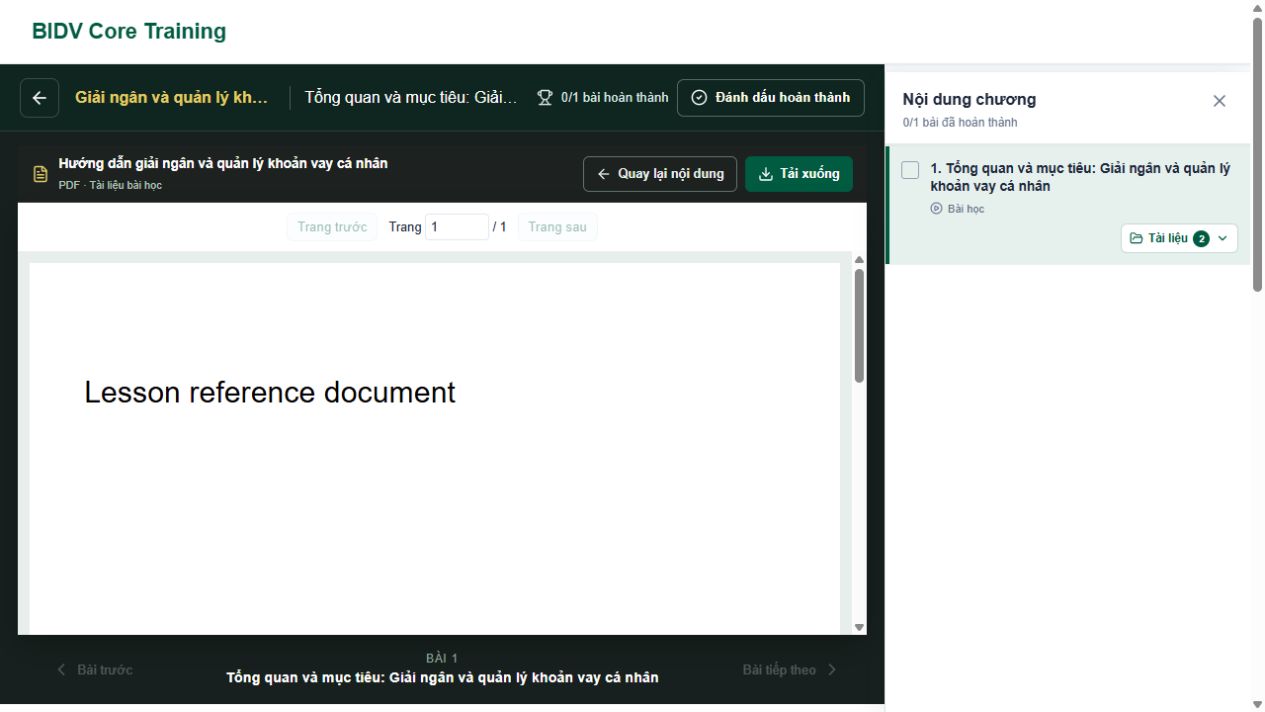 BIDV Core Training
Giải ngân và quản lý kh...
Tổng quan và mục tiêu: Giải...
0/1 bài hoàn thành
Đánh dấu hoàn thành
Hướng dẫn giải ngân và quản lý khoản vay cá nhân
PDF · Tài liệu bài học
Quay lại nội dung
Tải xuống
Trang trước
Trang 1 / 1
Trang sau
Lesson reference document
Bài trước
BÀI 1
Tổng quan và mục tiêu: Giải ngân và quản lý khoản vay cá nhân
Bài tiếp theo
Nội dung chương
0/1 bài đã hoàn thành
1. Tổng quan và mục tiêu: Giải ngân và quản lý
khoản vay cá nhân
Bài học
Tài liệu 2